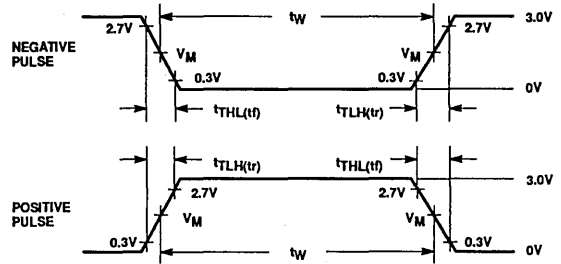 tW
3.0V
2.7V
NEGATIVE
PULSE
VM
VM
0.3V
0.3V
2.7V
0V
tTHL(tf)
tTLH(tr)
tTLH(tr)
tTHL(tf)
3.0V
2.7V
2.7V
POSITIVE
PULSE
VM
VM
0.3V
0.3V
tW
0V